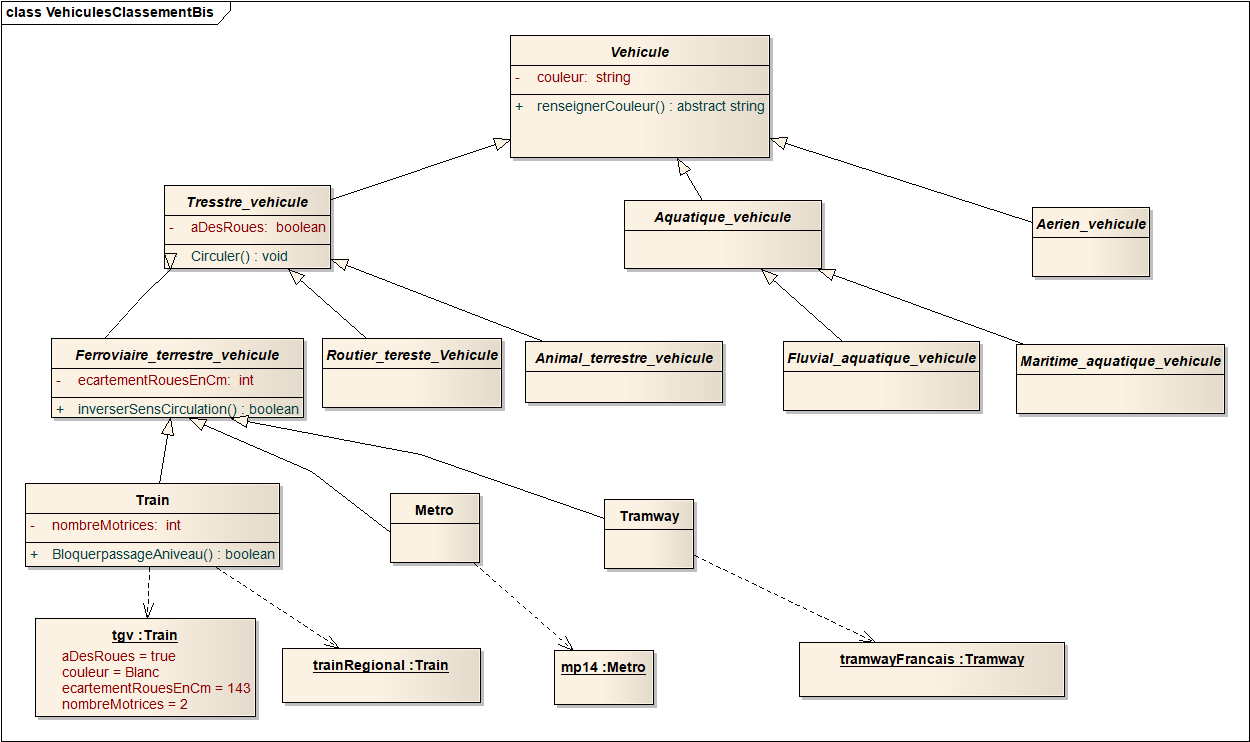 class VehiculesClassementBis
Vehicule
- couleur: string
+ renseignerCouleur() : abstract string
Tresstre_vehicule
- aDesRoues: boolean
Circuler() : void
Aquatique_vehicule
Aerien_vehicule
Ferroviaire_terrestre_vehicule
- ecartementRouesEnCm: int
+ inverserSensCirculation() : boolean
Routier_tereste_Vehicule
Animal_terrestre_vehicule
Fluvial_aquatique_vehicule
Maritime_aquatique_vehicule
Train
- nombreMotrices: int
+ BloquerpassageAniveau() : boolean
Metro
Tramway
tgv :Train
aDesRoues = true
couleur = Blanc
ecartementRouesEnCm = 143
nombreMotrices = 2
trainRegional :Train
mp14 :Metro
tramwayFrancais :Tramway